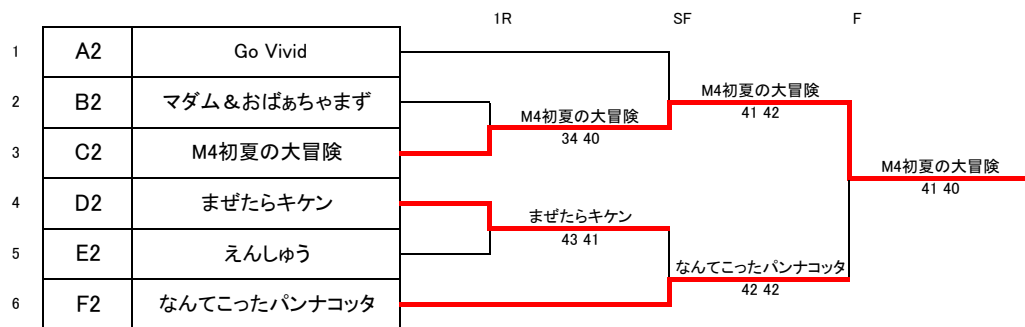 1R SF F
1 A2 Go Vivid
2 B2 マダム＆おばぁちゃまず
3 C2 M4初夏の大冒険
4 D2 まぜたらキケン
5 E2 えんしゅう
6 F2 なんてこったパンナコッタ
M4初夏の大冒険
34 40
まぜたらキケン
43 41
M4初夏の大冒険
41 42
なんてこったパンナコッタ
42 42
M4初夏の大冒険
41 40